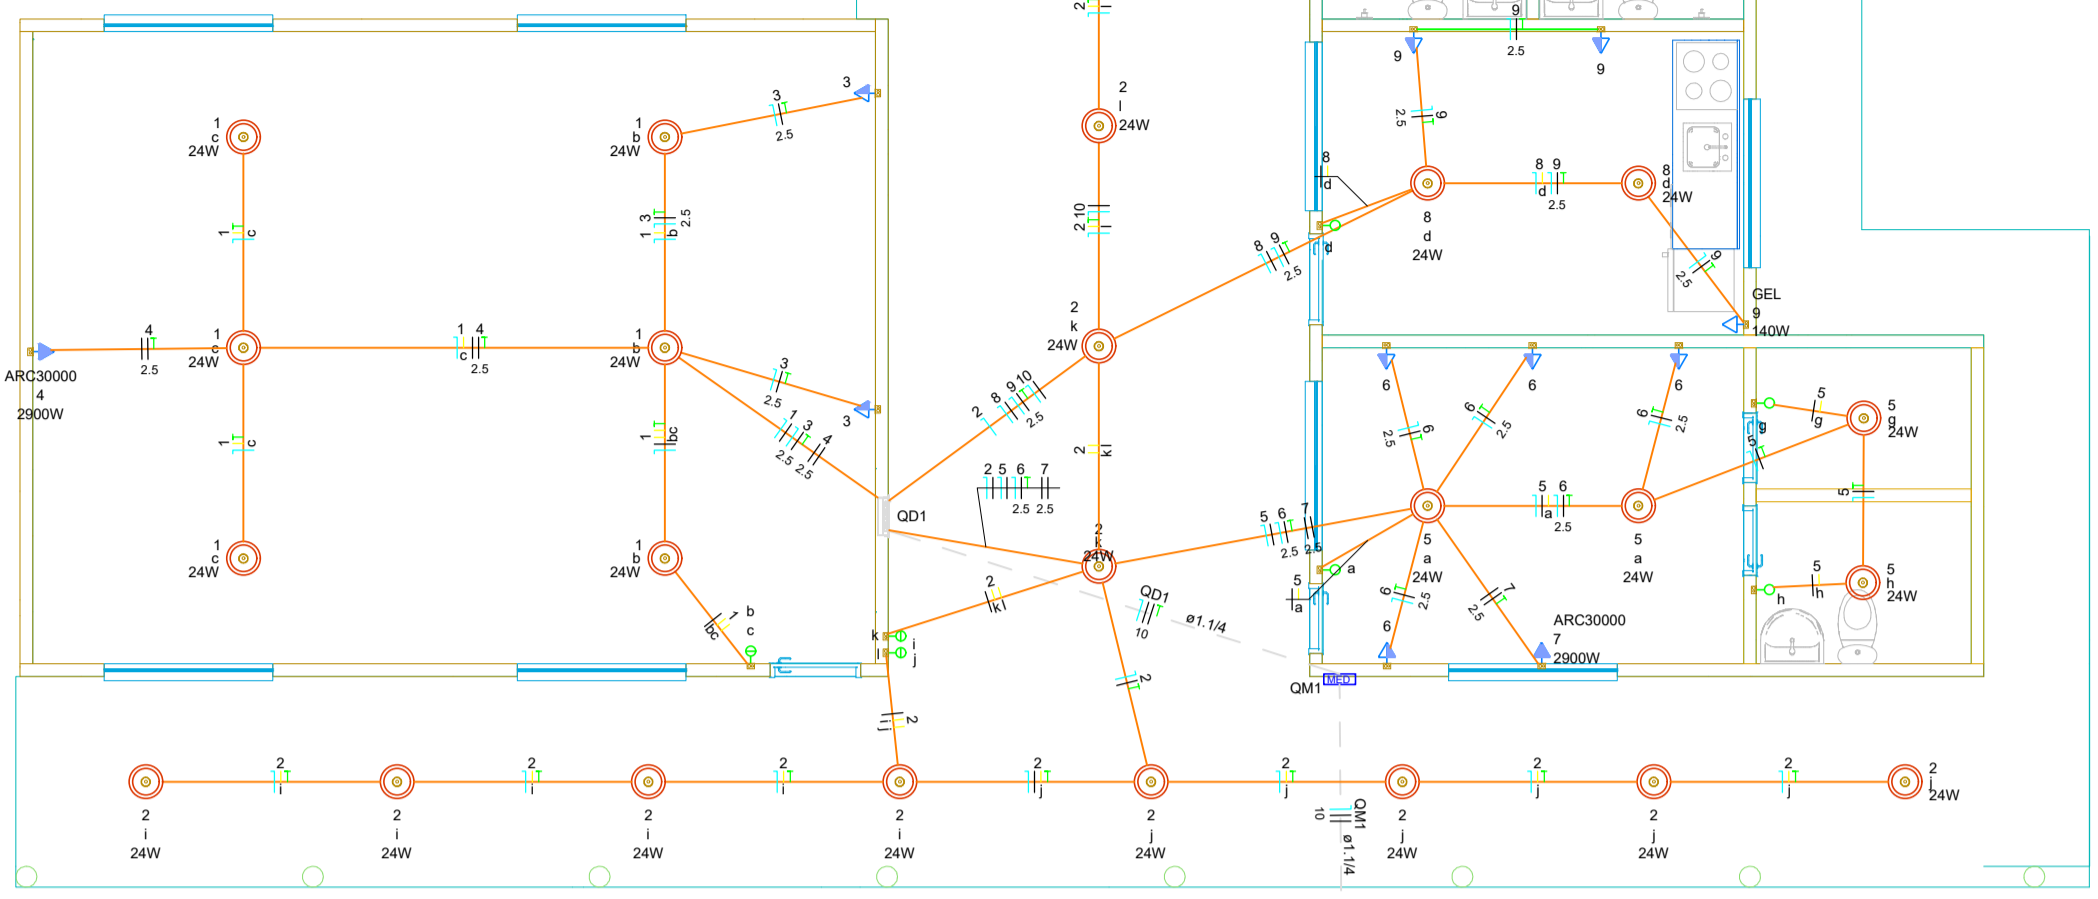 2
9
2.5
9
9
3
3
2.5
1
c
24W
1
b
24W
2
l
24W
9
2.5
8
d
8 9
d
2.5
8
d
24W
8
d
24W
1
c
3
1 b
2.5
10
2
8 9
2.5
d
9
2.5
GEL
9
140W
4
2.5
1
c
24W
1 4
c
2.5
1
b
24W
2
k
24W
ARC30000
4
2900W
3
2.5
3
2 8 9 10
2.5
6
6
6
1
c
1
bc
1 3 4
2.5
2.5
2
kl
6
2.5
6
2.5
6
2.5
5
g
g
5
g
24W
5
2 5 6 7
2.5 2.5
QD1
5 6 7
2.5
2.5
5 6
a
2.5
5
2
k
24W
5
a
24W
5
a
24W
1
c
24W
1
b
24W
a
5
a
6
2.5
7
2.5
5
h
h
5
h
24W
1
bc
b
c
2
kl
k
l
i
j
QD1
10
ø1.1/4
6
ARC30000
7
2900W
2
QM1
MED
2
ij
2
i
2
i
2
i
2
j
2
j
2
j
2
j
2
j
24W
2
i
24W
2
i
24W
2
i
24W
2
i
24W
2
j
24W
2
j
24W
2
j
24W
QM1
10
ø1.1/4